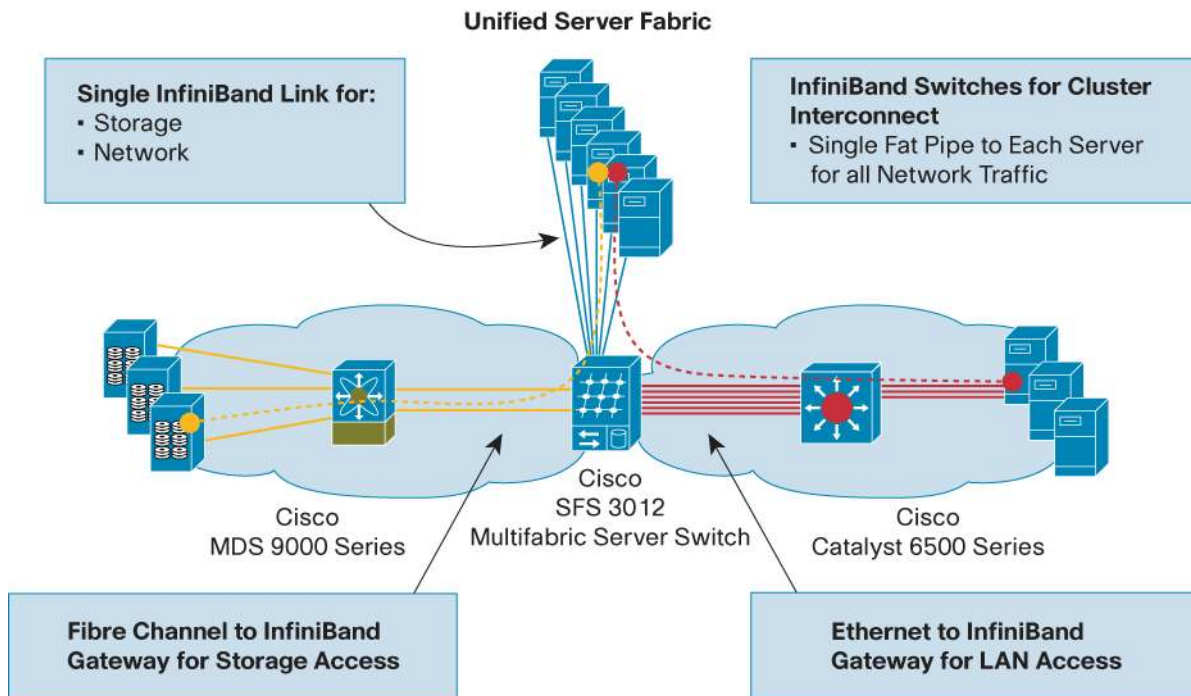 Unified Server Fabric
Single InfiniBand Link for:
▪ Storage
▪ Network
InfiniBand Switches for Cluster
Interconnect
▪ Single Fat Pipe to Each Server
for all Network Traffic
Cisco
MDS 9000 Series
Cisco
SFS 3012
Multifabric Server Switch
Cisco
Catalyst 6500 Series
Fibre Channel to InfiniBand
Gateway for Storage Access
Ethernet to InfiniBand
Gateway for LAN Access